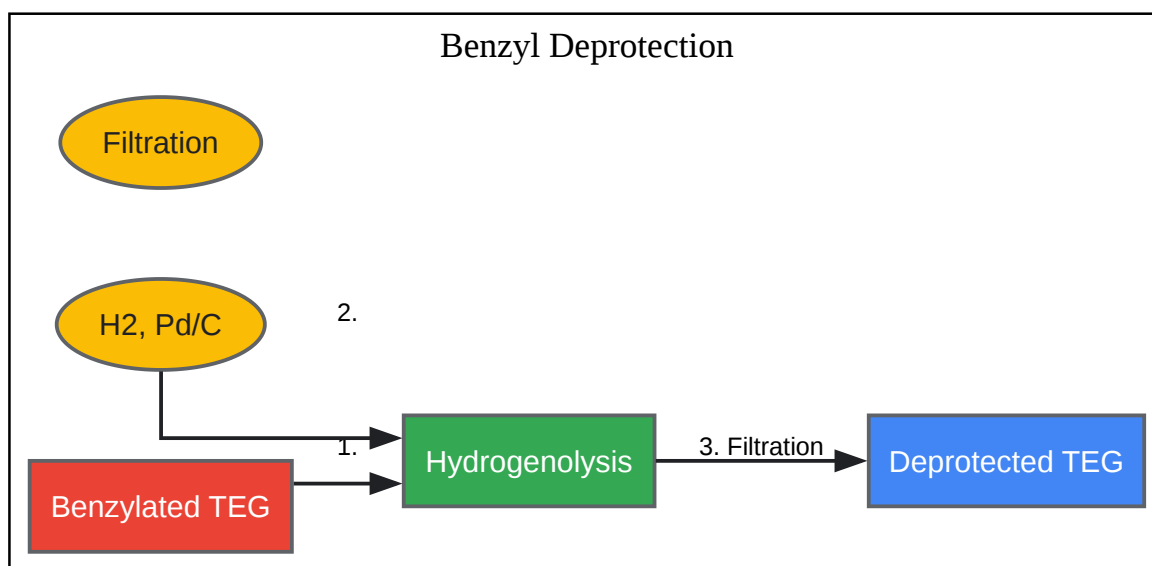 Benzyl Deprotection
Filtration
H2, Pd/C
2.
1.
Hydrogenolysis
3. Filtration
Deprotected TEG
Benzylated TEG